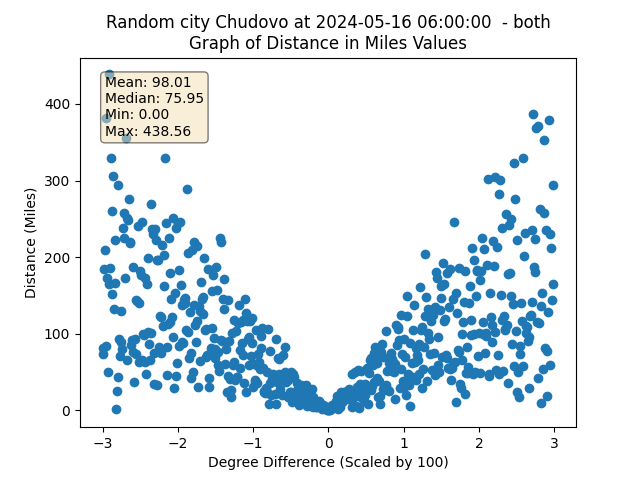 Random city Chudovo at 2024-05-16 06:00:00  - both
Graph of Distance in Miles Values
Mean: 98.01
Median: 75.95
Min: 0.00
Max: 438.56
400
300
200
100
0
Distance (Miles)
−3 −2 −1 0 1 2 3
Degree Difference (Scaled by 100)